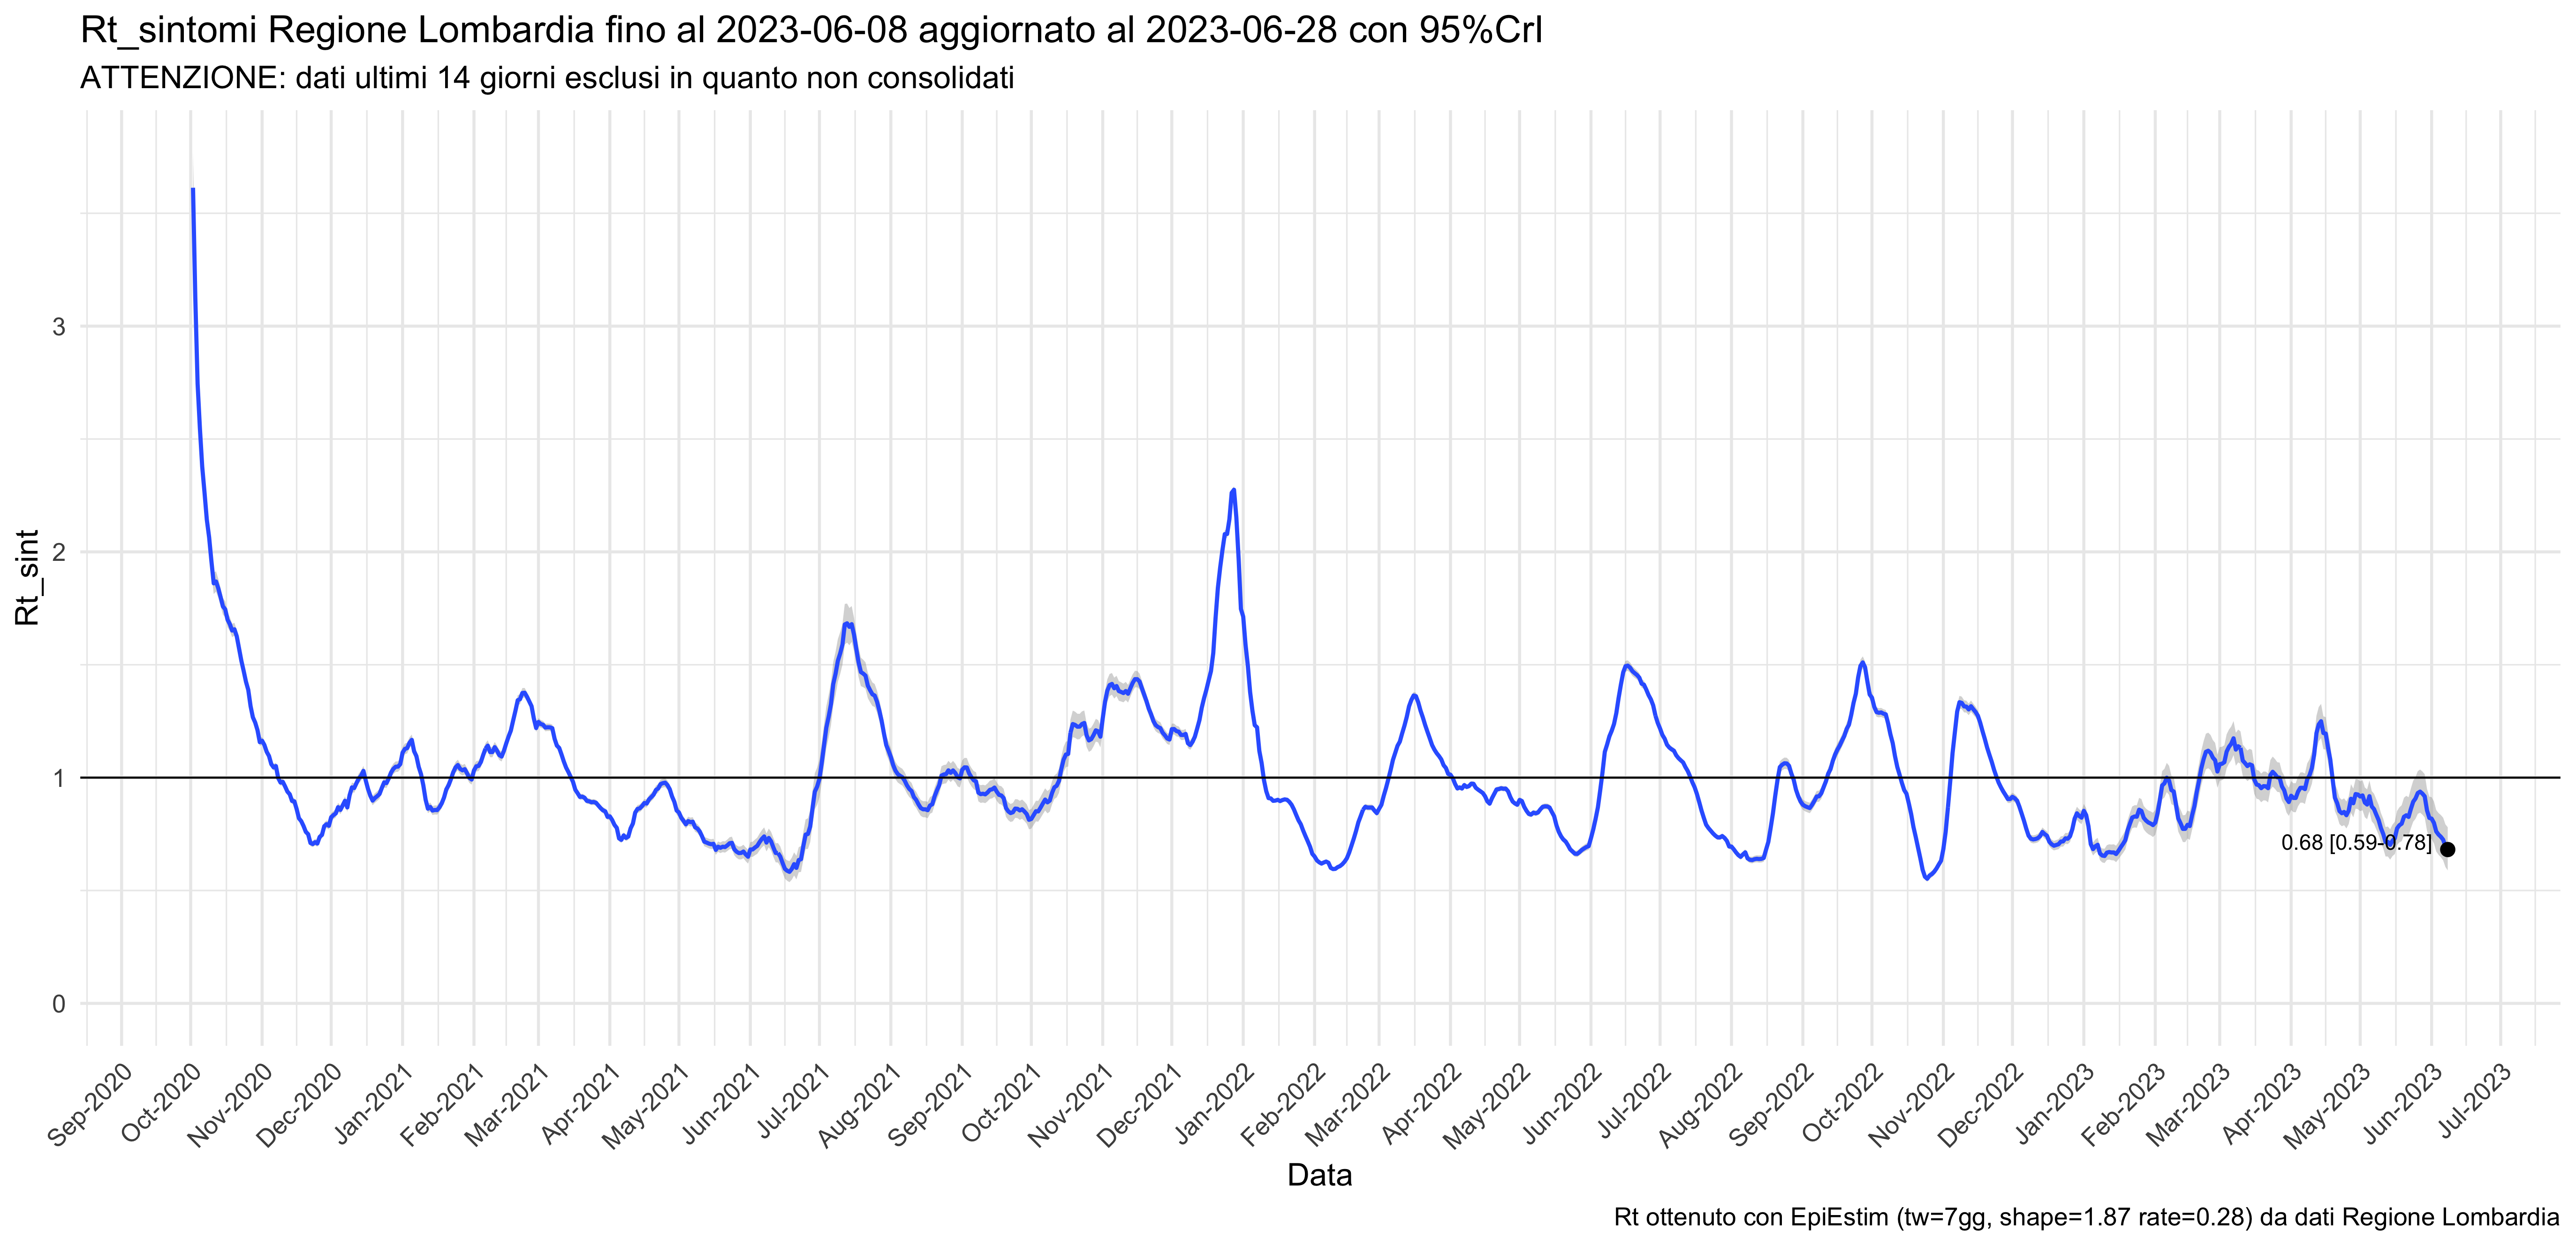 Rt_sintomi Regione Lombardia fino al 2023-06-08 aggiornato al 2023-06-28 con 95%CrI
ATTENZIONE: dati ultimi 14 giorni esclusi in quanto non consolidati
Rt_sint
3
2
1
0
0.68 [0.59-0.78]
Sep-2020
Oct-2020
Nov-2020
Dec-2020
Jan-2021
Feb-2021
Mar-2021
Apr-2021
May-2021
Jun-2021
Jul-2021
Aug-2021
Sep-2021
Oct-2021
Nov-2021
Dec-2021
Jan-2022
Feb-2022
Mar-2022
Apr-2022
May-2022
Jun-2022
Jul-2022
Aug-2022
Sep-2022
Oct-2022
Nov-2022
Dec-2022
Jan-2023
Feb-2023
Mar-2023
Apr-2023
May-2023
Jun-2023
Jul-2023
Data
Rt ottenuto con EpiEstim (tw=7gg, shape=1.87 rate=0.28) da dati Regione Lombardia